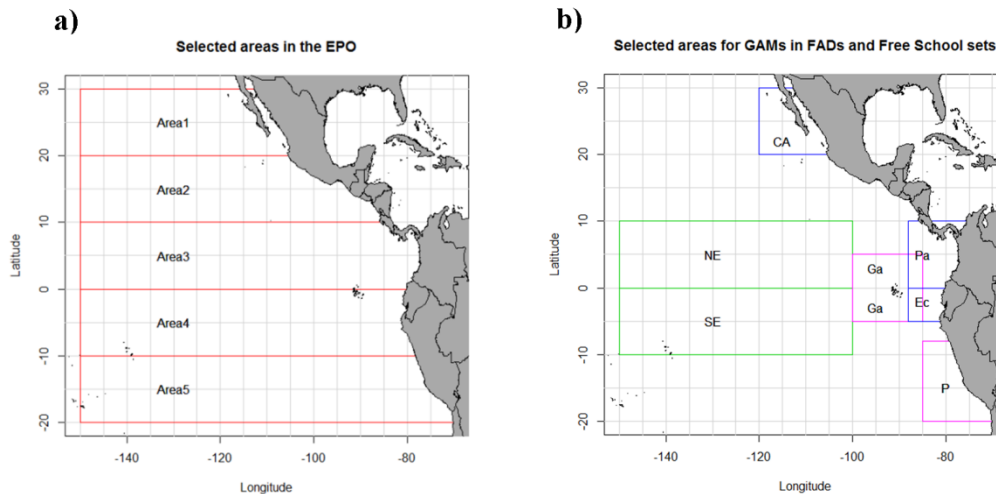 a)
Selected areas in the EPO
30
20
10
0
-10
-20
Latitude
Area1
Area2
Area3
Area4
Area5
-140
-120
-100
-80
Longitude
b)
Selected areas for GAMs in FADs and Free School sets
30
20
10
0
-10
-20
Latitude
CA
NE
Ga
Pa
SE
Ga
Ec
P
-140
-120
-100
-80
Longitude